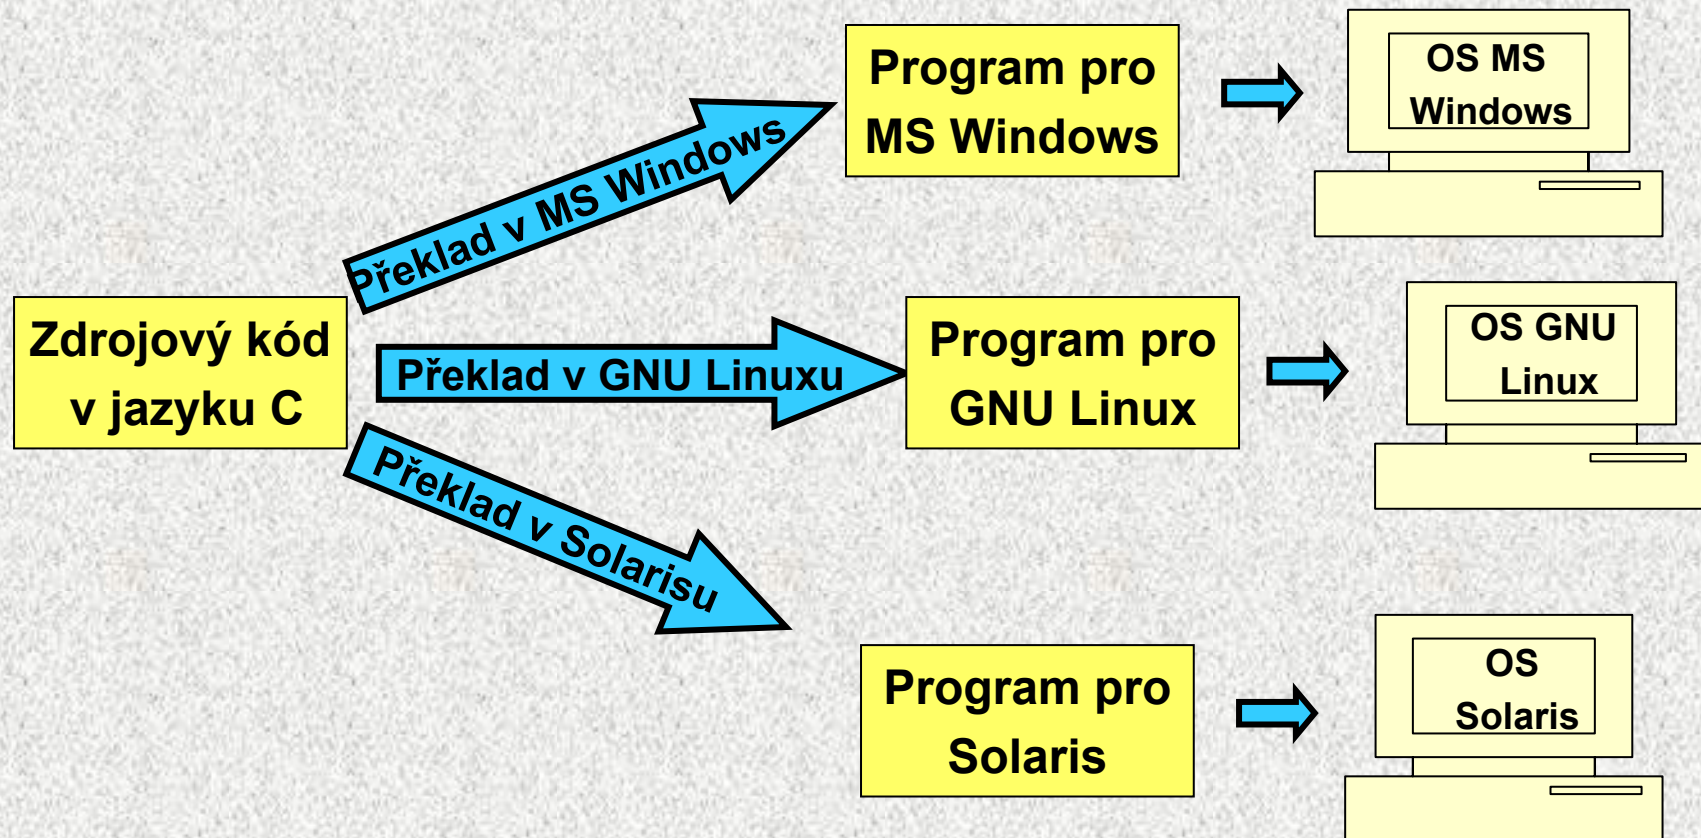 Zdrojový kód
v jazyku C
Překlad v MS Windows
Program pro
MS Windows
OS MS
Windows
Překlad v GNU Linuxu
Program pro
GNU Linux
OS GNU
Linux
Překlad v Solarisu
Program pro
Solaris
OS
Solaris